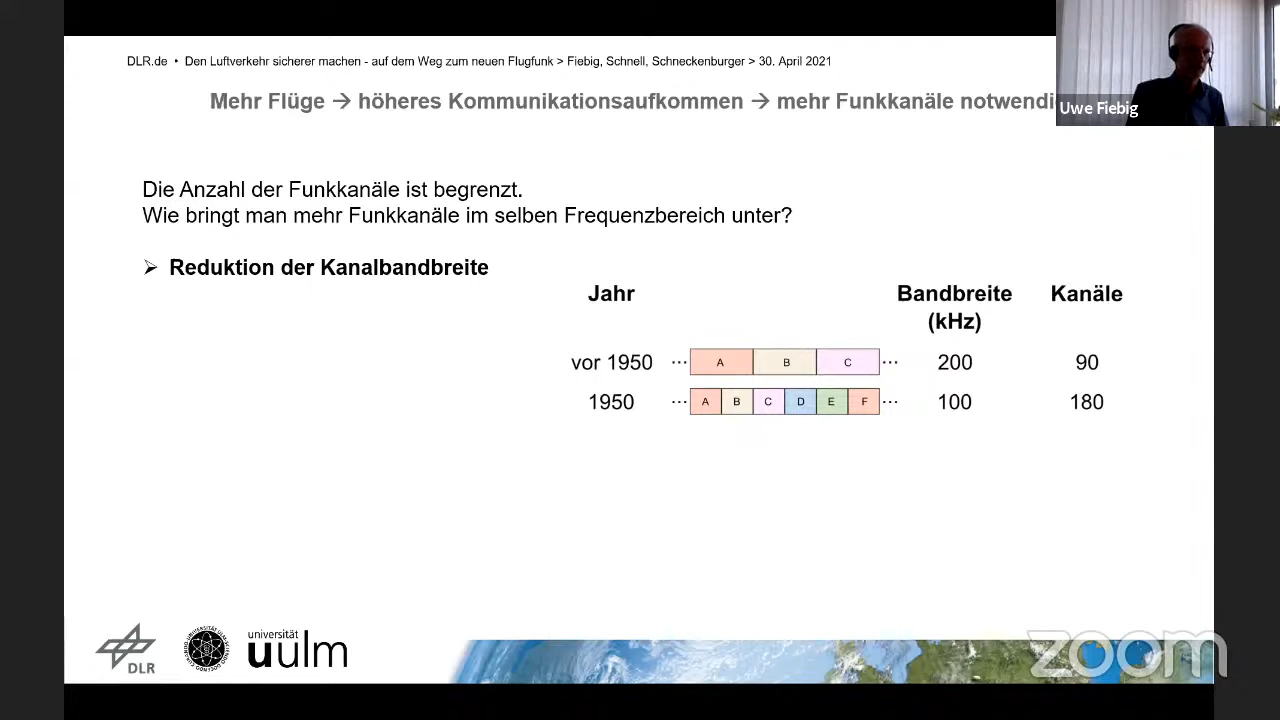 DLR.de • Den Luftverkehr sicherer machen - auf dem Weg zum neuen Flugfunk > Fiebig, Schnell, Schneckenburger > 30. April 2021
Mehr Flüge → höheres Kommunikationsaufkommen → mehr Funkkanäle notwendi
Uwe Fiebig
Die Anzahl der Funkkanäle ist begrenzt.
Wie bringt man mehr Funkkanäle im selben Frequenzbereich unter?
➢ Reduktion der Kanalbandbreite
Jahr Bandbreite Kanäle
(kHz)
vor 1950 ... A B C ... 200 90
1950 ... A B C D E F ... 100 180
DLR
universität
uulm
zoom